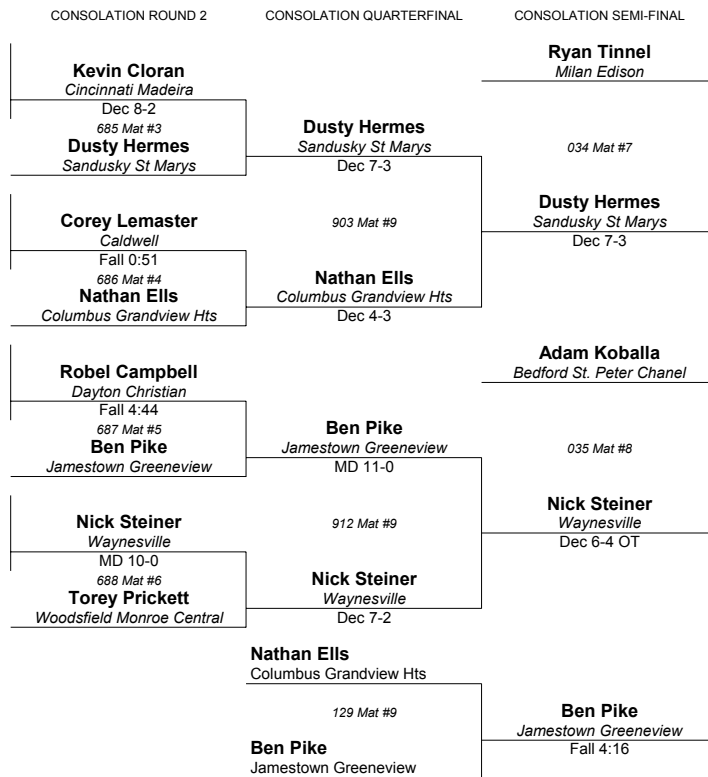 CONSOLATION ROUND 2
CONSOLATION QUARTERFINAL
CONSOLATION SEMI-FINAL
Kevin Cloran
Cincinnati Madeira
Dec 8-2
685 Mat #3
Dusty Hermes
Sandusky St Marys
Corey Lemaster
Caldwell
Fall 0:51
686 Mat #4
Nathan Ells
Columbus Grandview Hts
Robel Campbell
Dayton Christian
Fall 4:44
687 Mat #5
Ben Pike
Jamestown Greeneview
Nick Steiner
Waynesville
MD 10-0
688 Mat #6
Torey Prickett
Woodsfield Monroe Central
Dusty Hermes
Sandusky St Marys
Dec 7-3
903 Mat #9
Nathan Ells
Columbus Grandview Hts
Dec 4-3
Ben Pike
Jamestown Greeneview
MD 11-0
912 Mat #9
Nick Steiner
Waynesville
Dec 7-2
Ryan Tinnel
Milan Edison
034 Mat #7
Dusty Hermes
Sandusky St Marys
Dec 7-3
Adam Koballa
Bedford St. Peter Chanel
035 Mat #8
Nick Steiner
Waynesville
Dec 6-4 OT
Nathan Ells
Columbus Grandview Hts
129 Mat #9
Ben Pike
Jamestown Greeneview
Ben Pike
Jamestown Greeneview
Fall 4:16